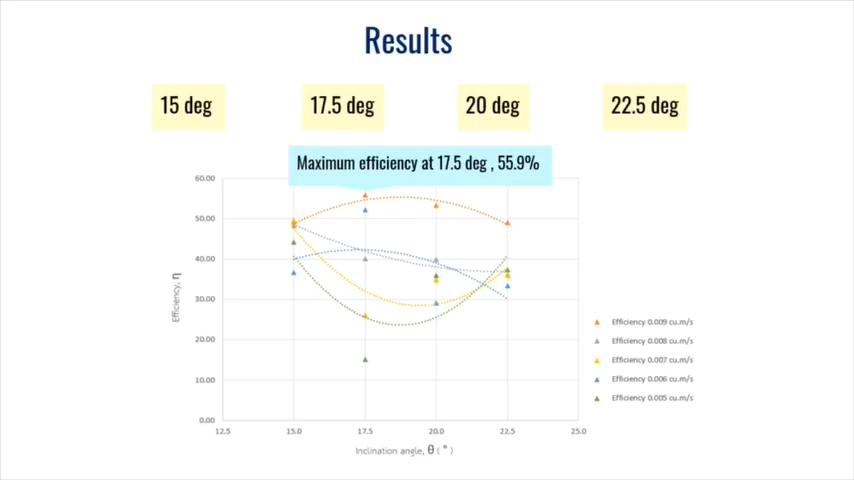 Results
15 deg
17.5 deg
20 deg
22.5 deg
Maximum efficiency at 17.5 deg , 55.9%
60.00
50.00
40.00
30.00
20.00
10.00
0.00
Efficiency, η
12.5
15.0
17.5
20.0
22.5
25.0
Inclination angle, θ ( ° )
Efficiency 0.009 cu.m/s
Efficiency 0.008 cu.m/s
Efficiency 0.007 cu.m/s
Efficiency 0.006 cu.m/s
Efficiency 0.005 cu.m/s